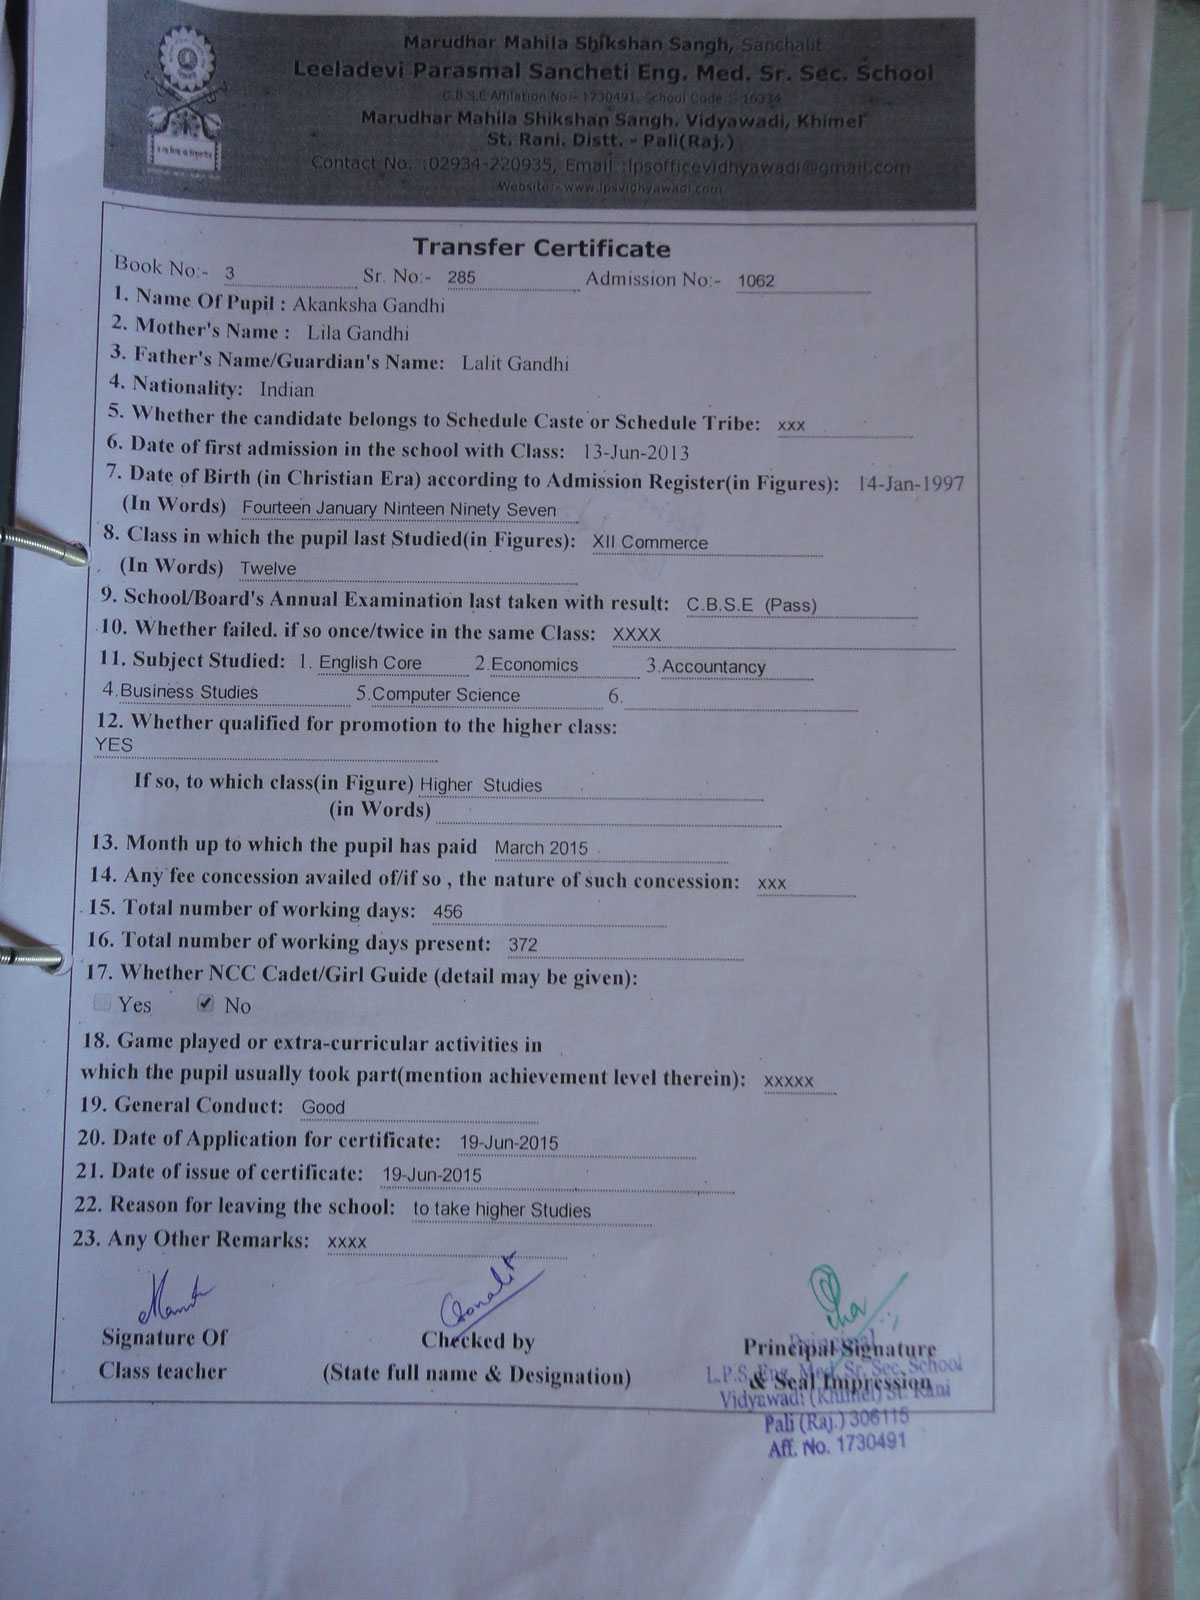 Marudhar Mahila Shikshan Sangh, Sanchalit
Leeladevi Parasmal Sancheti Eng. Med. Sr. Sec. School
C.B.S.E Affilation No:- 1730491, School Code :- 16334
Marudhar Mahila Shikshan Sangh. Vidyawadi, Khimel
St. Rani. Distt. - Pali(Raj.)
Contact No. :02934-220935, Email :lpsofficevidhyawadi@gmail.com
Website:- www.lpsvidhyawadi.com
Transfer Certificate
Book No:- 3 Sr. No:- 285 Admission No:- 1062
1. Name Of Pupil : Akanksha Gandhi
2. Mother's Name : Lila Gandhi
3. Father's Name/Guardian's Name: Lalit Gandhi
4. Nationality: Indian
5. Whether the candidate belongs to Schedule Caste or Schedule Tribe: xxx
6. Date of first admission in the school with Class: 13-Jun-2013
7. Date of Birth (in Christian Era) according to Admission Register(in Figures): 14-Jan-1997
(In Words) Fourteen January Ninteen Ninety Seven
8. Class in which the pupil last Studied(in Figures): XII Commerce
(In Words) Twelve
9. School/Board's Annual Examination last taken with result: C.B.S.E (Pass)
10. Whether failed. if so once/twice in the same Class: XXXX
11. Subject Studied: 1. English Core 2.Economics 3.Accountancy
4.Business Studies 5.Computer Science 6.
12. Whether qualified for promotion to the higher class:
YES
If so, to which class(in Figure) Higher Studies
(in Words)
13. Month up to which the pupil has paid March 2015
14. Any fee concession availed of/if so , the nature of such concession: xxx
15. Total number of working days: 456
16. Total number of working days present: 372
17. Whether NCC Cadet/Girl Guide (detail may be given):
Yes No
18. Game played or extra-curricular activities in
which the pupil usually took part(mention achievement level therein): xxxxx
19. General Conduct: Good
20. Date of Application for certificate: 19-Jun-2015
21. Date of issue of certificate: 19-Jun-2015
22. Reason for leaving the school: to take higher Studies
23. Any Other Remarks: xxxx
Signature Of Checked by Principal Signature
Class teacher (State full name & Designation) & Seal Impression
Principal
L.P.S. Eng. Med. Sr. Sec. School
Vidyawadi (Khimel) St. Rani
Pali (Raj.) 306115
Aff. No. 1730491